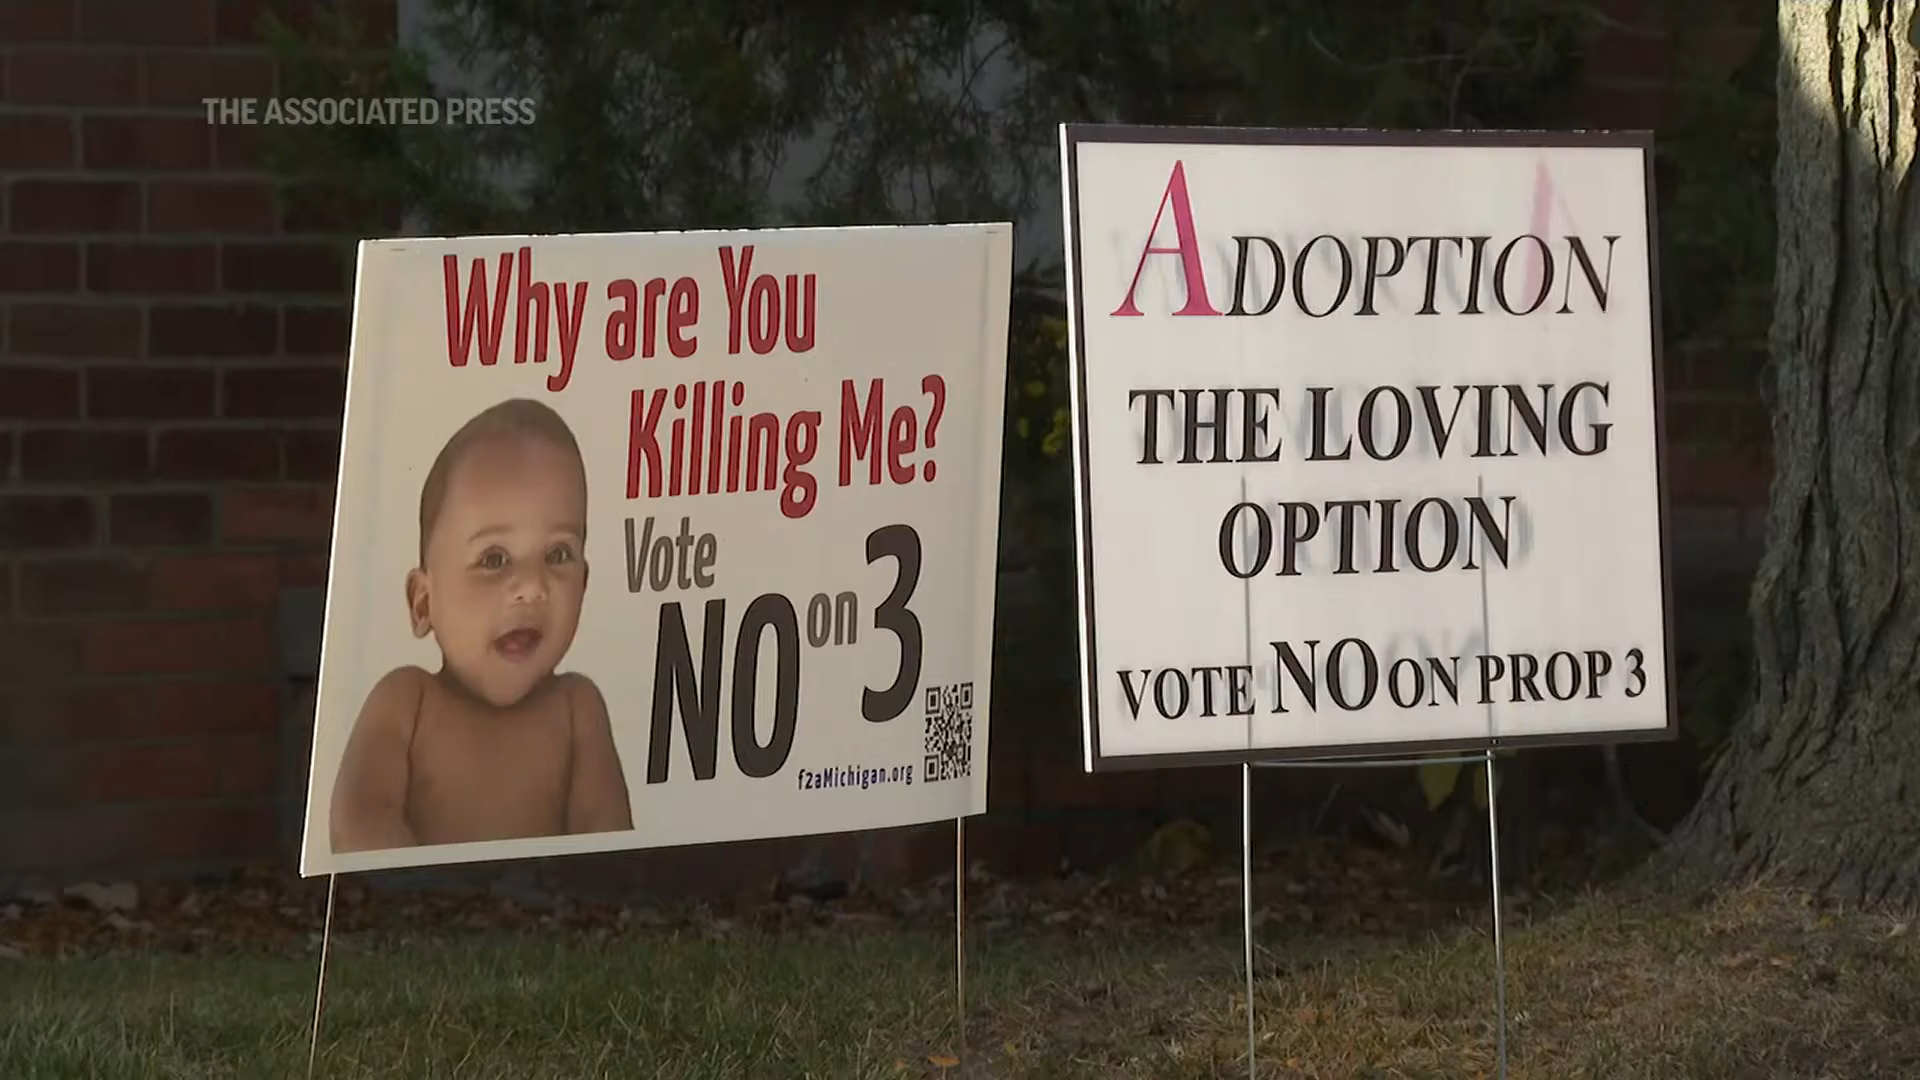 THE ASSOCIATED PRESS
Why are You
Killing Me?
Vote
NO on 3
f2aMichigan.org
ADOPTION
THE LOVING
OPTION
VOTE NO ON PROP 3